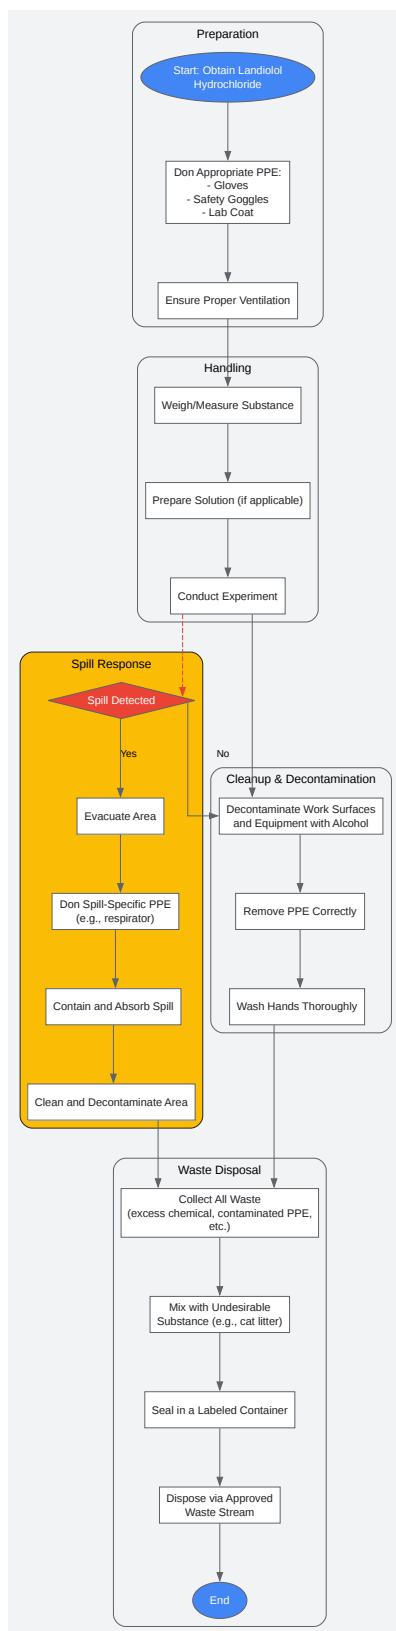 Preparation
Start: Obtain Landiolol
Hydrochloride
Don Appropriate PPE:
- Gloves
- Safety Goggles
- Lab Coat
Ensure Proper Ventilation
Handling
Weigh/Measure Substance
Prepare Solution (if applicable)
Conduct Experiment
Spill Response
Spill Detected
Yes
No
Evacuate Area
Don Spill-Specific PPE
(e.g., respirator)
Contain and Absorb Spill
Clean and Decontaminate Area
Cleanup & Decontamination
Decontaminate Work Surfaces
and Equipment with Alcohol
Remove PPE Correctly
Wash Hands Thoroughly
Waste Disposal
Collect All Waste
(excess chemical, contaminated PPE,
etc.)
Mix with Undesirable
Substance (e.g., cat litter)
Seal in a Labeled Container
Dispose via Approved
Waste Stream
End